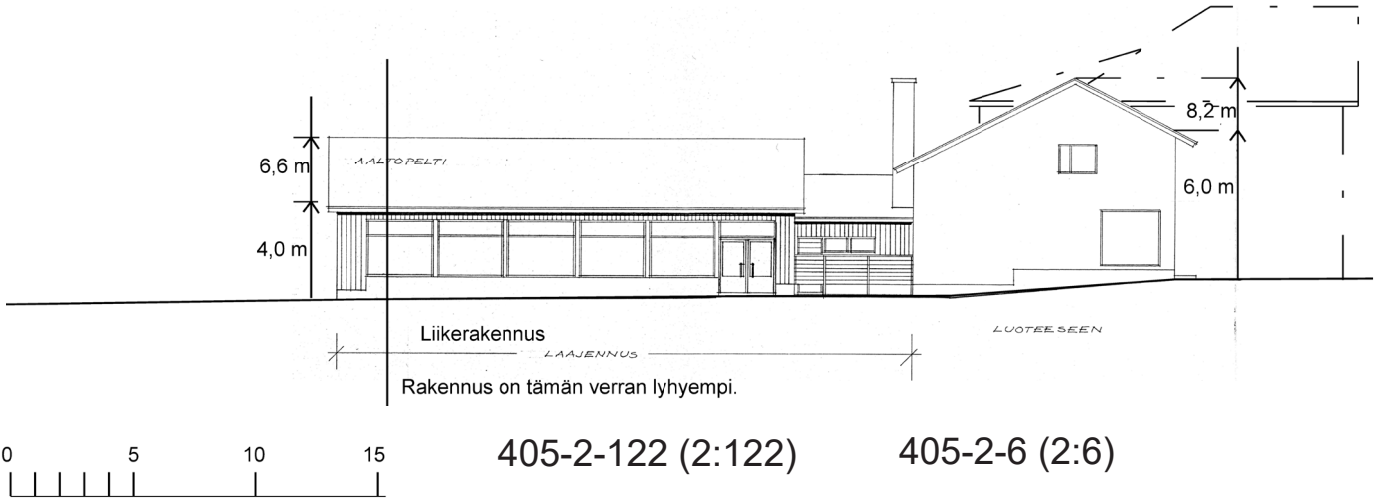 8,2 m
AALTOPELTI
6,6 m
6,0 m
4,0 m
Liikerakennus
LUOTEESEEN
LAAJENNUS
Rakennus on tämän verran lyhyempi.
0 5 10 15
405-2-122 (2:122) 405-2-6 (2:6)